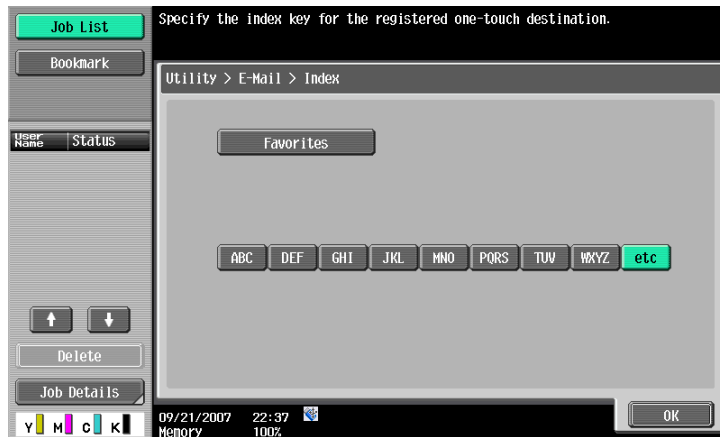 Job List
Specify the index key for the registered one-touch destination.
Bookmark
Utility > E-Mail > Index
User Name Status
Favorites
ABC DEF GHI JKL MNO PQRS TUV WXYZ etc
Delete
Job Details
Y M C K
09/21/2007 22:37
Memory 100%
OK